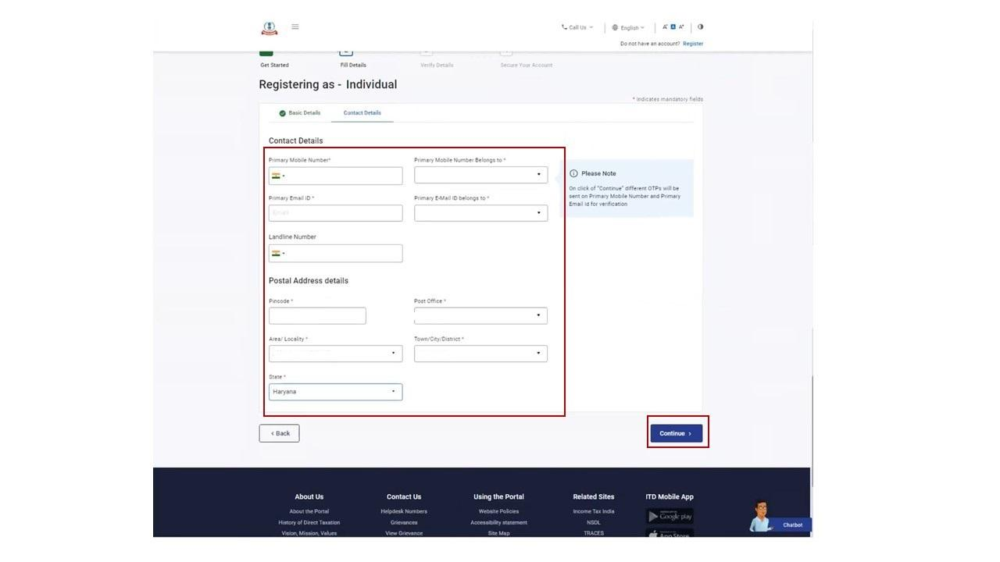 Call Us
English
A- A A+
Do not have an account? Register
Get Started
Fill Details
Verify Details
Secure Your Account
Registering as - Individual
* Indicates mandatory fields
Basic Details
Contact Details
Contact Details
Primary Mobile Number*
Primary Mobile Number Belongs to *
Please Note
On click of "Continue" different OTPs will be
sent on Primary Mobile Number and Primary
Email Id for verification
Primary Email ID *
Primary E-Mail ID belongs to *
Email
Landline Number
Postal Address details
Pincode *
Post Office *
Area/ Locality *
Town/City/District *
State *
Haryana
< Back
Continue >
About Us
Contact Us
Using the Portal
Related Sites
ITD Mobile App
About the Portal
Helpdesk Numbers
Website Policies
Income Tax India
Google play
History of Direct Taxation
Grievances
Accessibility statement
NSDL
Vision, Mission, Values
View Grievance
Site Map
TRACES
App Store
Chatbot